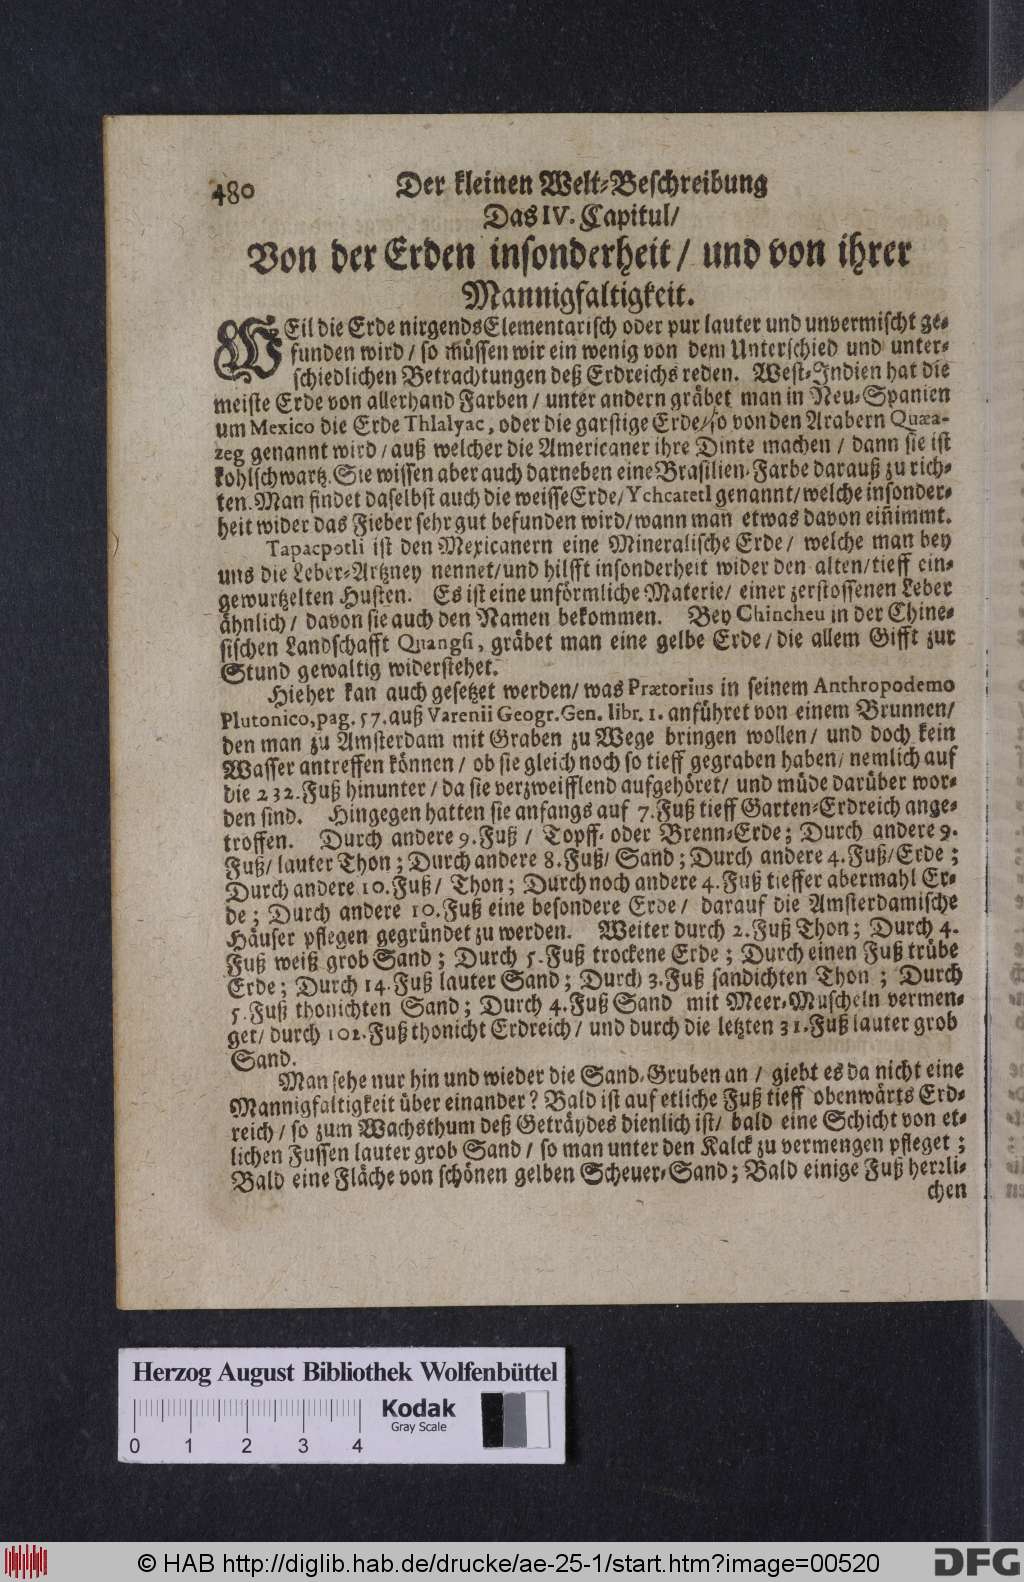 480 Der kleinen Welt-Beschreibung
Das IV. Capitul/
Von der Erden insonderheit/ und von ihrer
Mannigfaltigkeit.
WEil die Erde nirgends Elementarisch oder pur lauter und unvermischt ge-
funden wird/ so müssen wir ein wenig von dem Unterschied und unter-
schiedlichen Betrachtungen deß Erdreichs reden. West-Indien hat die
meiste Erde von allerhand Farben/ unter andern gräbet man in Neu-Spanien
um Mexico die Erde Thlalyac, oder die garstige Erde/ so von den Arabern Quæa-
zeg genannt wird/ auß welcher die Americaner ihre Dinte machen/ dann sie ist
kohlschwartz. Sie wissen aber auch darneben eine Brasilien-Farbe darauß zu rich-
ten. Man findet daselbst auch die weisse Erde/ Ychcatetl genannt/ welche insonder-
heit wider das Fieber sehr gut befunden wird/ wann man etwas davon eiñimmt.
Tapacpotli ist den Mexicanern eine Mineralische Erde/ welche man bey
uns die Leber-Artzney nennet/ und hilfft insonderheit wider den alten/ tieff ein-
gewurtzelten Husten. Es ist eine unförmliche Materie/ einer zerstossenen Leber
ähnlich/ davon sie auch den Namen bekommen. Bey Chincheu in der Chine-
sischen Landschafft Quangsi, gräbet man eine gelbe Erde/ die allem Gifft zur
Stund gewaltig widerstehet.
Hieher kan auch gesetzet werden/ was Prætorius in seinem Anthropodemo
Plutonico, pag. 57. auß Varenii Geogr. Gen. libr. 1. anführet von einem Brunnen/
den man zu Amsterdam mit Graben zu Wege bringen wollen/ und doch kein
Wasser antreffen können/ ob sie gleich noch so tieff gegraben haben/ nemlich auf
die 232. Fuß hinunter/ da sie verzweifflend aufgehöret/ und müde darüber wor-
den sind. Hingegen hatten sie anfangs auf 7. Fuß tieff Garten-Erdreich ange-
troffen. Durch andere 9. Fuß/ Topff- oder Brenn-Erde; Durch andere 9.
Fuß/ lauter Thon; Durch andere 8. Fuß/ Sand; Durch andere 4. Fuß/ Erde;
Durch andere 10. Fuß/ Thon; Durch noch andere 4. Fuß tieffer abermahl Er-
de; Durch andere 10. Fuß eine besondere Erde/ darauf die Amsterdamische
Häuser pflegen gegründet zu werden. Weiter durch 2. Fuß Thon; Durch 4.
Fuß weiß grob Sand; Durch 5. Fuß trockene Erde; Durch einen Fuß trübe
Erde; Durch 14. Fuß lauter Sand; Durch 3. Fuß sandichten Thon; Durch
5. Fuß thonichten Sand; Durch 4. Fuß Sand mit Meer-Muscheln vermen-
get/ durch 102. Fuß thonicht Erdreich/ und durch die letzten 31. Fuß lauter grob
Sand.
Man sehe nur hin und wieder die Sand-Gruben an/ giebt es da nicht eine
Mannigfaltigkeit über einander? Bald ist auf etliche Fuß tieff obenwärts Erd-
reich/ so zum Wachsthum deß Geträydes dienlich ist/ bald eine Schicht von et-
lichen Fussen lauter grob Sand/ so man unter den Kalck zu vermengen pfleget;
Bald eine Fläche von schönen gelben Scheuer-Sand; Bald einige Fuß herzli-
chen
Herzog August Bibliothek Wolfenbüttel
Kodak
Gray Scale
0 1 2 3 4
© HAB http://diglib.hab.de/drucke/ae-25-1/start.htm?image=00520
DFG